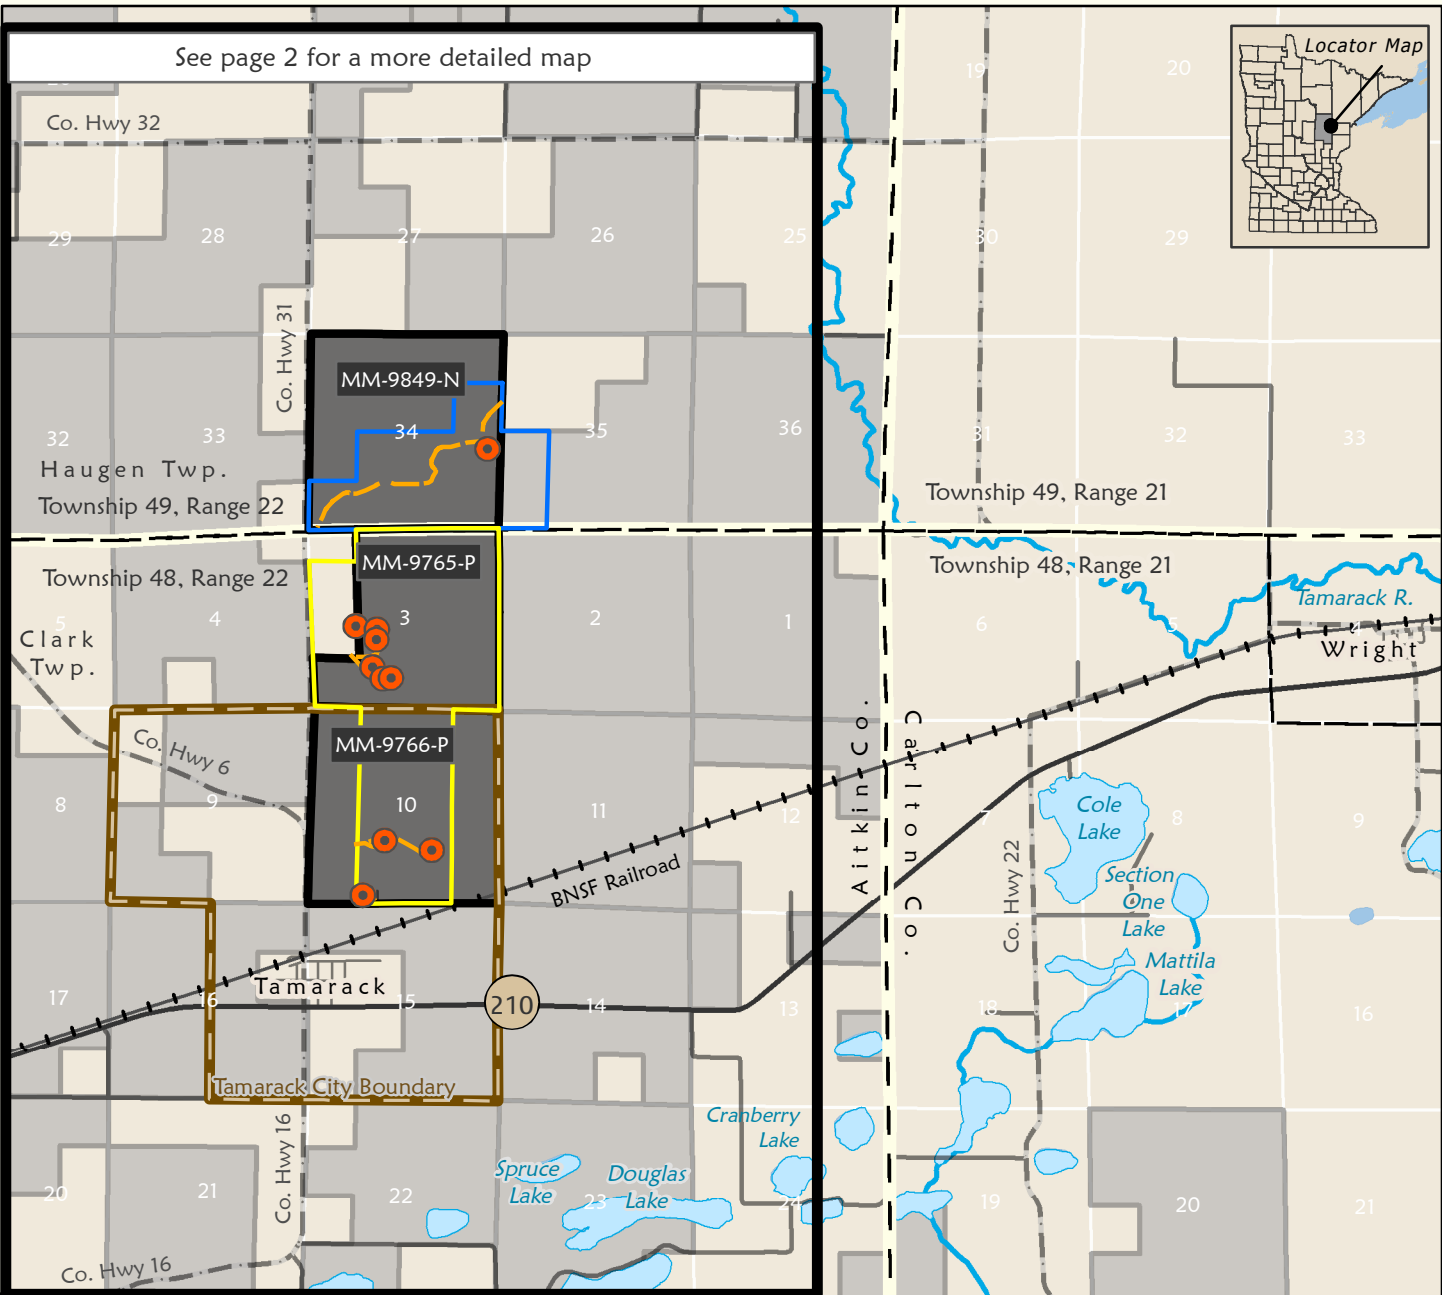 See page 2 for a more detailed map
Locator Map
19
20
Co. Hwy 32
29
28
27
26
25
30
29
Co. Hwy 31
MM-9849-N
32
33
34
35
36
31
32
33
Haugen Twp.
Township 49, Range 22
Township 49, Range 21
MM-9765-P
Township 48, Range 22
Township 48, Range 21
Tamarack R.
5
4
3
2
1
6
5
4
Clark
Twp.
Wright
Co. Hwy 6
MM-9766-P
Aitkin Co.
Carlton Co.
8
9
10
11
12
7
Cole
Lake
8
9
BNSF Railroad
Co. Hwy 22
Section
One
Lake
Mattila
Lake
Tamarack
17
16
15
210
14
13
18
17
16
Tamarack City Boundary
Co. Hwy 16
Cranberry
Lake
Spruce
Lake
Douglas
Lake
20
21
22
23
24
19
20
21
Co. Hwy 16